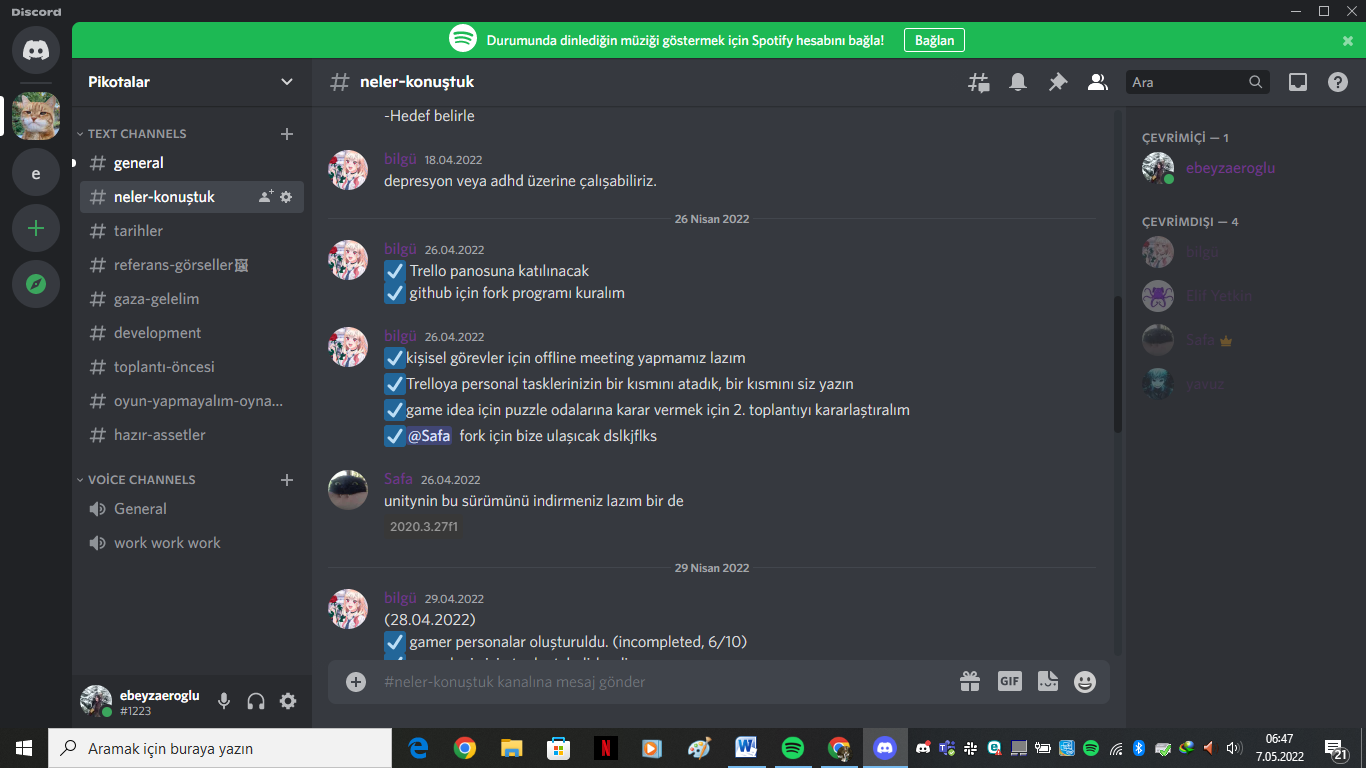 Discord
Durumunda dinlediğin müziği göstermek için Spotify hesabını bağla!
Bağlan
Pikotalar
neler-konuştuk
Ara
TEXT CHANNELS
general
neler-konuştuk
tarihler
referans-görseller
gaza-gelelim
development
toplantı-öncesi
oyun-yapmayalım-oyna...
hazır-assetler
VOİCE CHANNELS
General
work work work
ebeyzaeroglu
#1223
e
-Hedef belirle
bilgü 18.04.2022
depresyon veya adhd üzerine çalışabiliriz.
26 Nisan 2022
bilgü 26.04.2022
Trello panosuna katılınacak
github için fork programı kuralım
bilgü 26.04.2022
kişisel görevler için offline meeting yapmamız lazım
Trelloya personal tasklerinizin bir kısmını atadık, bir kısmını siz yazın
game idea için puzzle odalarına karar vermek için 2. toplantıyı kararlaştıralım
@Safa fork için bize ulaşıcak dslkjflks
Safa 26.04.2022
unitynin bu sürümünü indirmeniz lazım bir de
2020.3.27f1
29 Nisan 2022
bilgü 29.04.2022
(28.04.2022)
gamer personalar oluşturuldu. (incompleted, 6/10)
#neler-konuştuk kanalına mesaj gönder
GIF
ÇEVRİMİÇİ — 1
ebeyzaeroglu
ÇEVRİMDIŞI — 4
bilgü
Elif Yetkin
Safa
yavuz
Aramak için buraya yazın
06:47
7.05.2022
21